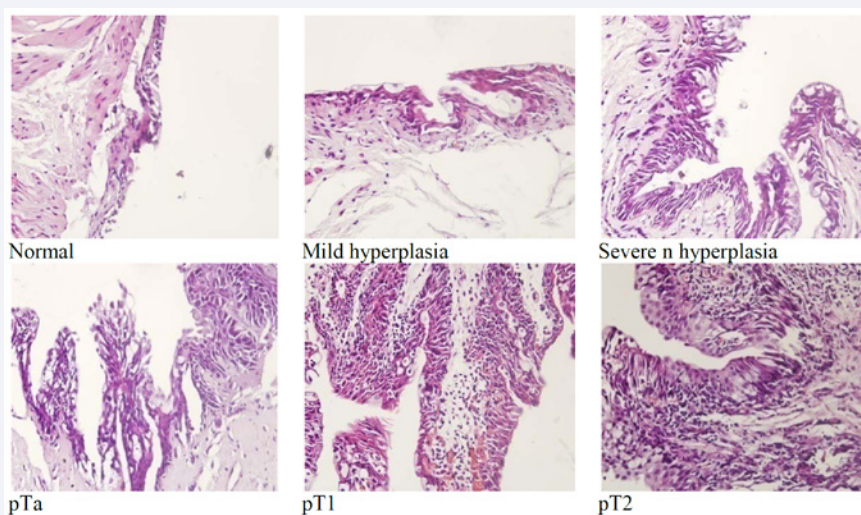 Normal
Mild hyperplasia
Severe n hyperplasia
pTa
pT1
pT2